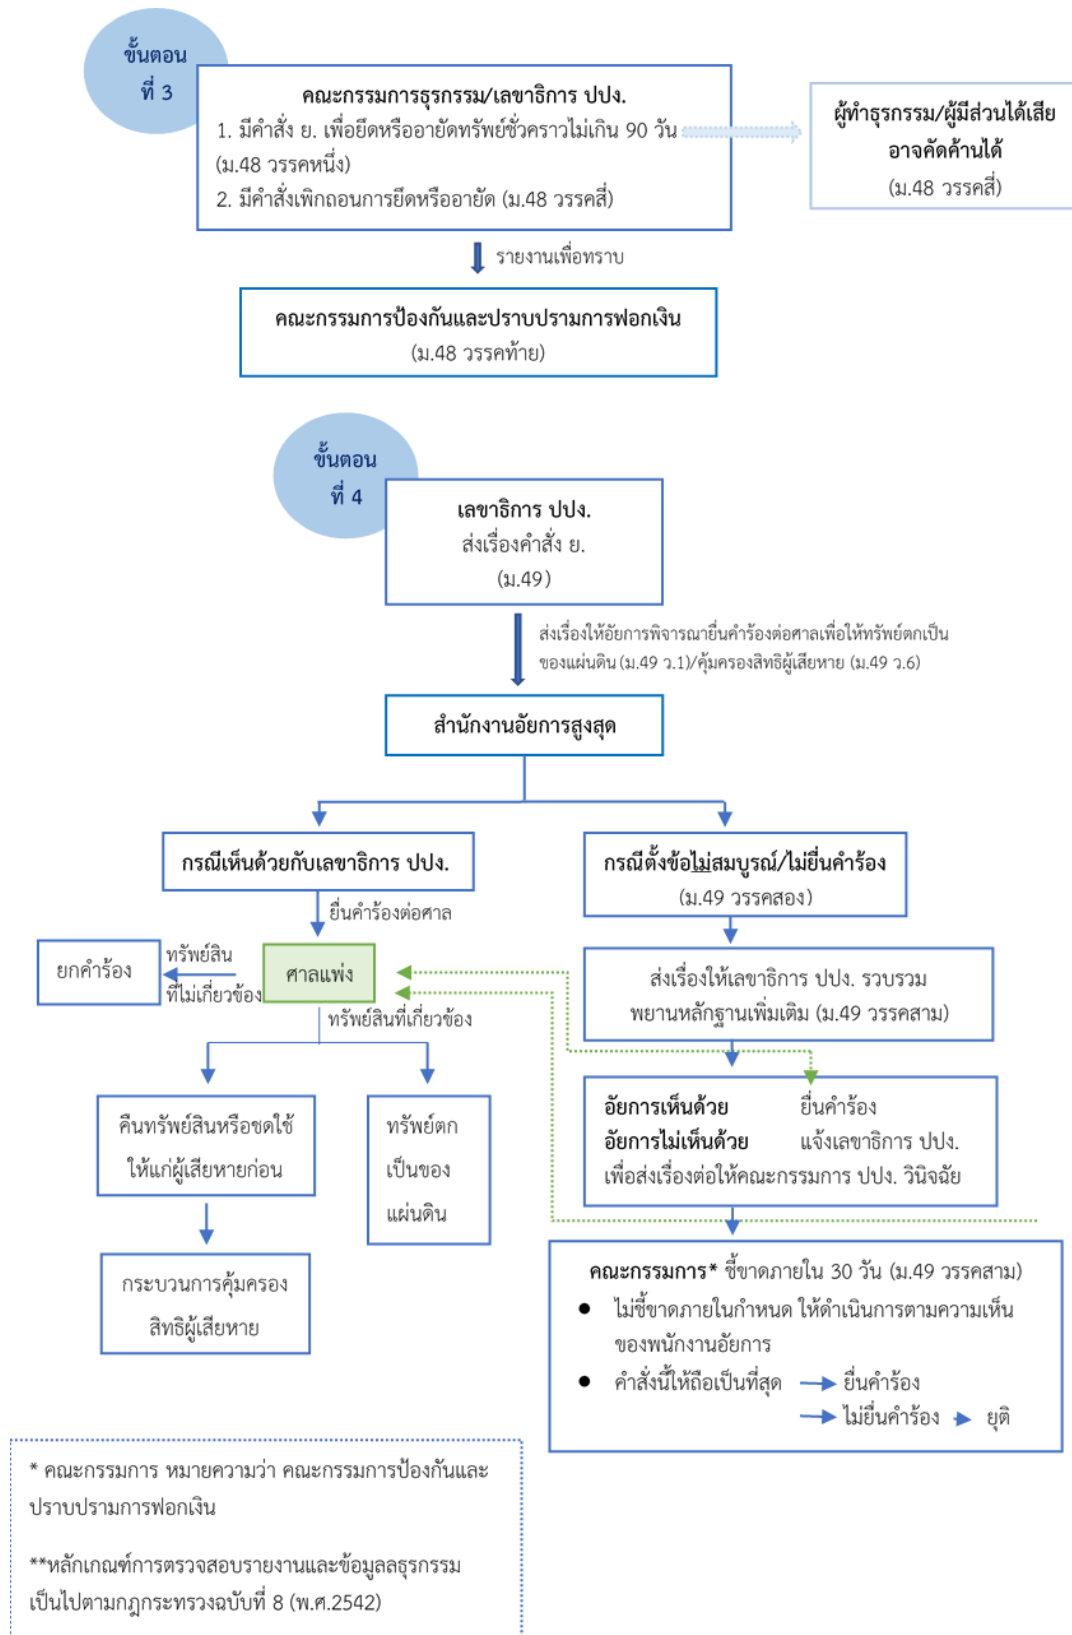 ขั้นตอน
ที่ 3
คณะกรรมการธุรกรรม/เลขาธิการ ปปง.
1. มีคำสั่ง ย. เพื่อยึดหรืออายัดทรัพย์ชั่วคราวไม่เกิน 90 วัน
(ม.48 วรรคหนึ่ง)
2. มีคำสั่งเพิกถอนการยึดหรืออายัด (ม.48 วรรคสี่)
ผู้ทำธุรกรรม/ผู้มีส่วนได้เสีย
อาจคัดค้านได้
(ม.48 วรรคสี่)
รายงานเพื่อทราบ
คณะกรรมการป้องกันและปราบปรามการฟอกเงิน
(ม.48 วรรคท้าย)
ขั้นตอน
ที่ 4
เลขาธิการ ปปง.
ส่งเรื่องคำสั่ง ย.
(ม.49)
ส่งเรื่องให้อัยการพิจารณายื่นคำร้องต่อศาลเพื่อให้ทรัพย์ตกเป็น
ของแผ่นดิน (ม.49 ว.1)/คุ้มครองสิทธิผู้เสียหาย (ม.49 ว.6)
สำนักงานอัยการสูงสุด
กรณีเห็นด้วยกับเลขาธิการ ปปง.
กรณีตั้งข้อไม่สมบูรณ์/ไม่ยื่นคำร้อง
(ม.49 วรรคสอง)
ยื่นคำร้องต่อศาล
ยกคำร้อง
ทรัพย์สิน
ที่ไม่เกี่ยวข้อง
ศาลแพ่ง
ทรัพย์สินที่เกี่ยวข้อง
ส่งเรื่องให้เลขาธิการ ปปง. รวบรวม
พยานหลักฐานเพิ่มเติม (ม.49 วรรคสาม)
คืนทรัพย์สินหรือชดใช้
ให้แก่ผู้เสียหายก่อน
ทรัพย์ตก
เป็นของ
แผ่นดิน
อัยการเห็นด้วย ยื่นคำร้อง
อัยการไม่เห็นด้วย แจ้งเลขาธิการ ปปง.
เพื่อส่งเรื่องต่อให้คณะกรรมการ ปปง. วินิจฉัย
กระบวนการคุ้มครอง
สิทธิผู้เสียหาย
คณะกรรมการ* ชี้ขาดภายใน 30 วัน (ม.49 วรรคสาม)
● ไม่ชี้ขาดภายในกำหนด ให้ดำเนินการตามความเห็น
ของพนักงานอัยการ
● คำสั่งนี้ให้ถือเป็นที่สุด ยื่นคำร้อง
ไม่ยื่นคำร้อง ยุติ
* คณะกรรมการ หมายความว่า คณะกรรมการป้องกันและ
ปราบปรามการฟอกเงิน
**หลักเกณฑ์การตรวจสอบรายงานและข้อมูลลธุรกรรม
เป็นไปตามกฎกระทรวงฉบับที่ 8 (พ.ศ.2542)